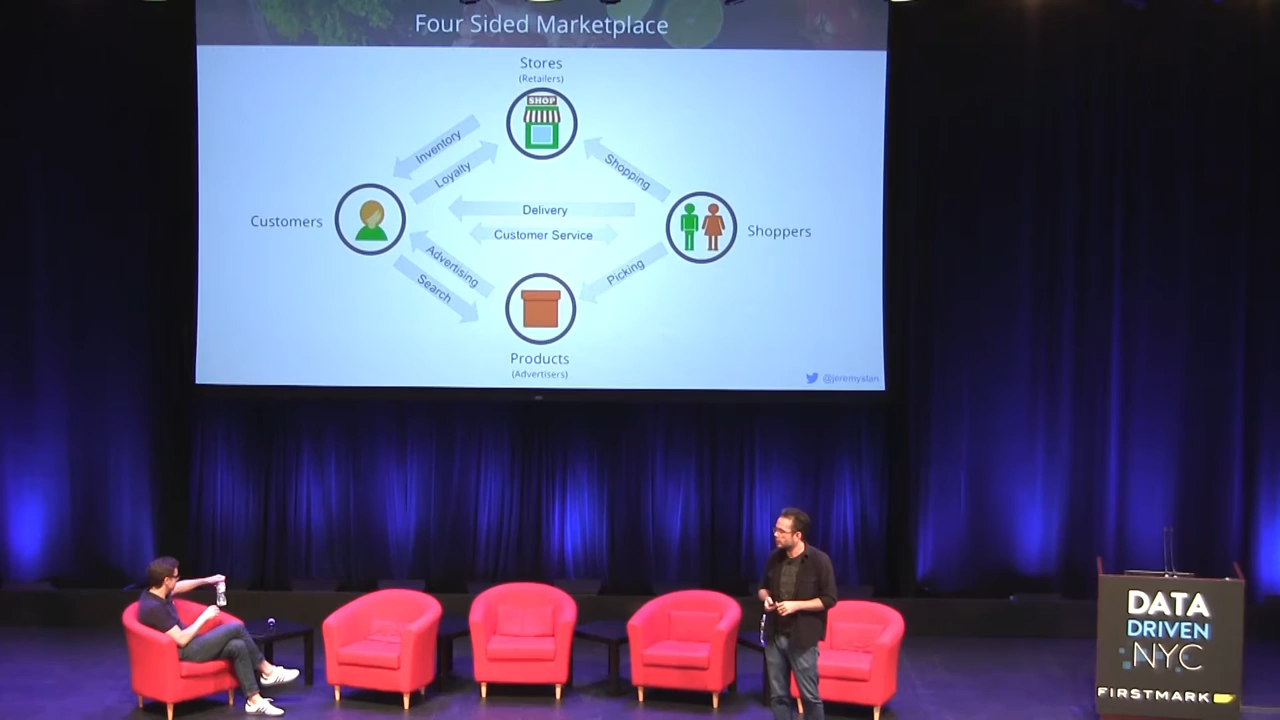 Four Sided Marketplace
Stores
(Retailers)
SHOP
Inventory
Loyalty
Shopping
Delivery
Customers
Shoppers
Customer Service
Advertising
Search
Picking
Products
(Advertisers)
@jeremystan
DATA
DRIVEN
NYC
FIRSTMARK